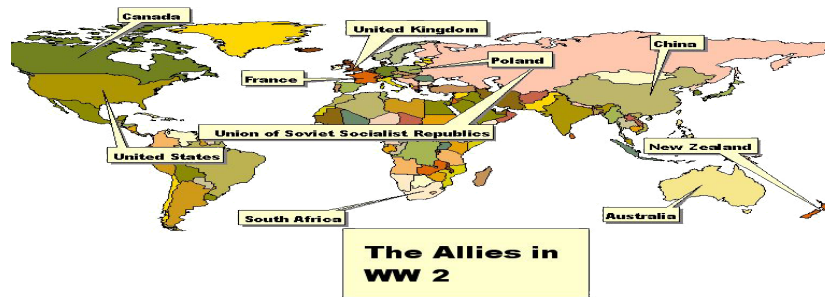 Canada
United Kingdom
China
Poland
France
Union of Soviet Socialist Republics
New Zealand
United States
South Africa
Australia
The Allies in
WW 2